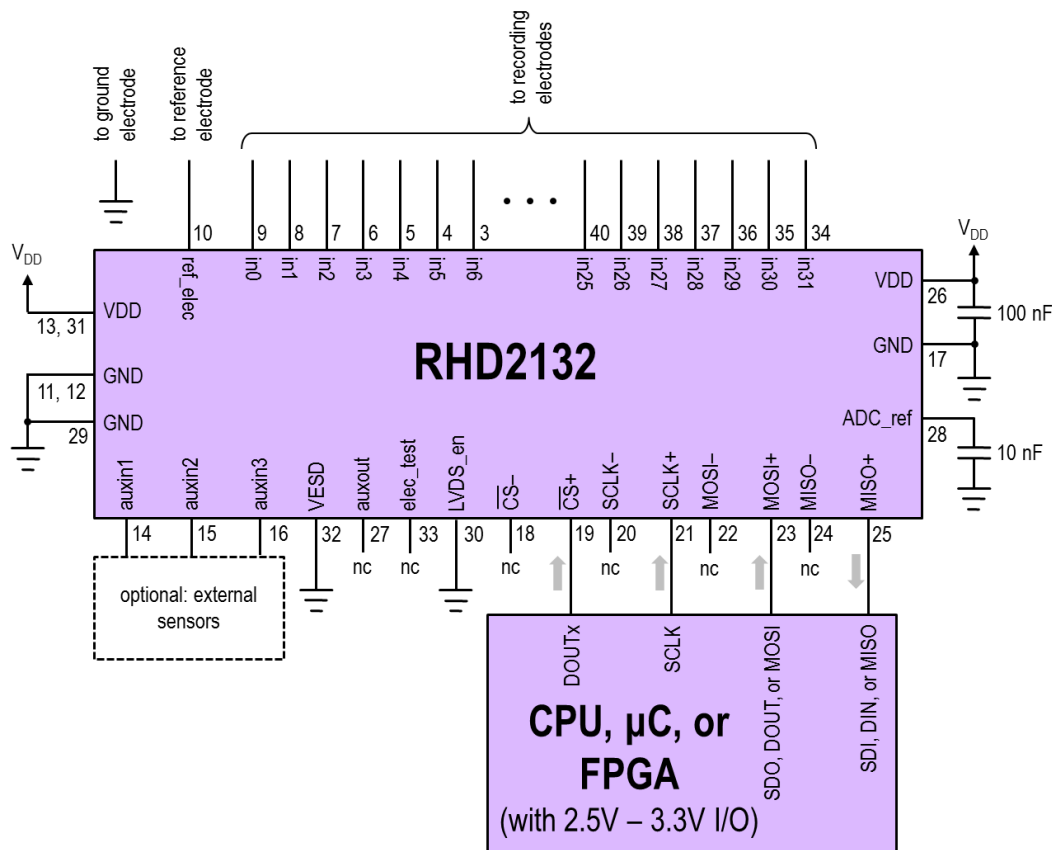 to ground
electrode
to reference
electrode
to recording
electrodes
10 9 8 7 6 5 4 3 • • • 40 39 38 37 36 35 34
ref_elec in0 in1 in2 in3 in4 in5 in6 in25 in26 in27 in28 in29 in30 in31
VDD
VDD
13, 31
GND
11, 12
GND
29
RHD2132
VDD
VDD
26
100 nF
GND
17
ADC_ref
28
10 nF
auxin1 auxin2 auxin3 VESD auxout elec_test LVDS_en CS− CS+ SCLK− SCLK+ MOSI− MOSI+ MISO− MISO+
14 15 16 32 27 33 30 18 19 20 21 22 23 24 25
nc nc nc nc nc nc
optional: external
sensors
DOUTx SCLK SDO, DOUT, or MOSI SDI, DIN, or MISO
CPU, µC, or
FPGA
(with 2.5V – 3.3V I/O)